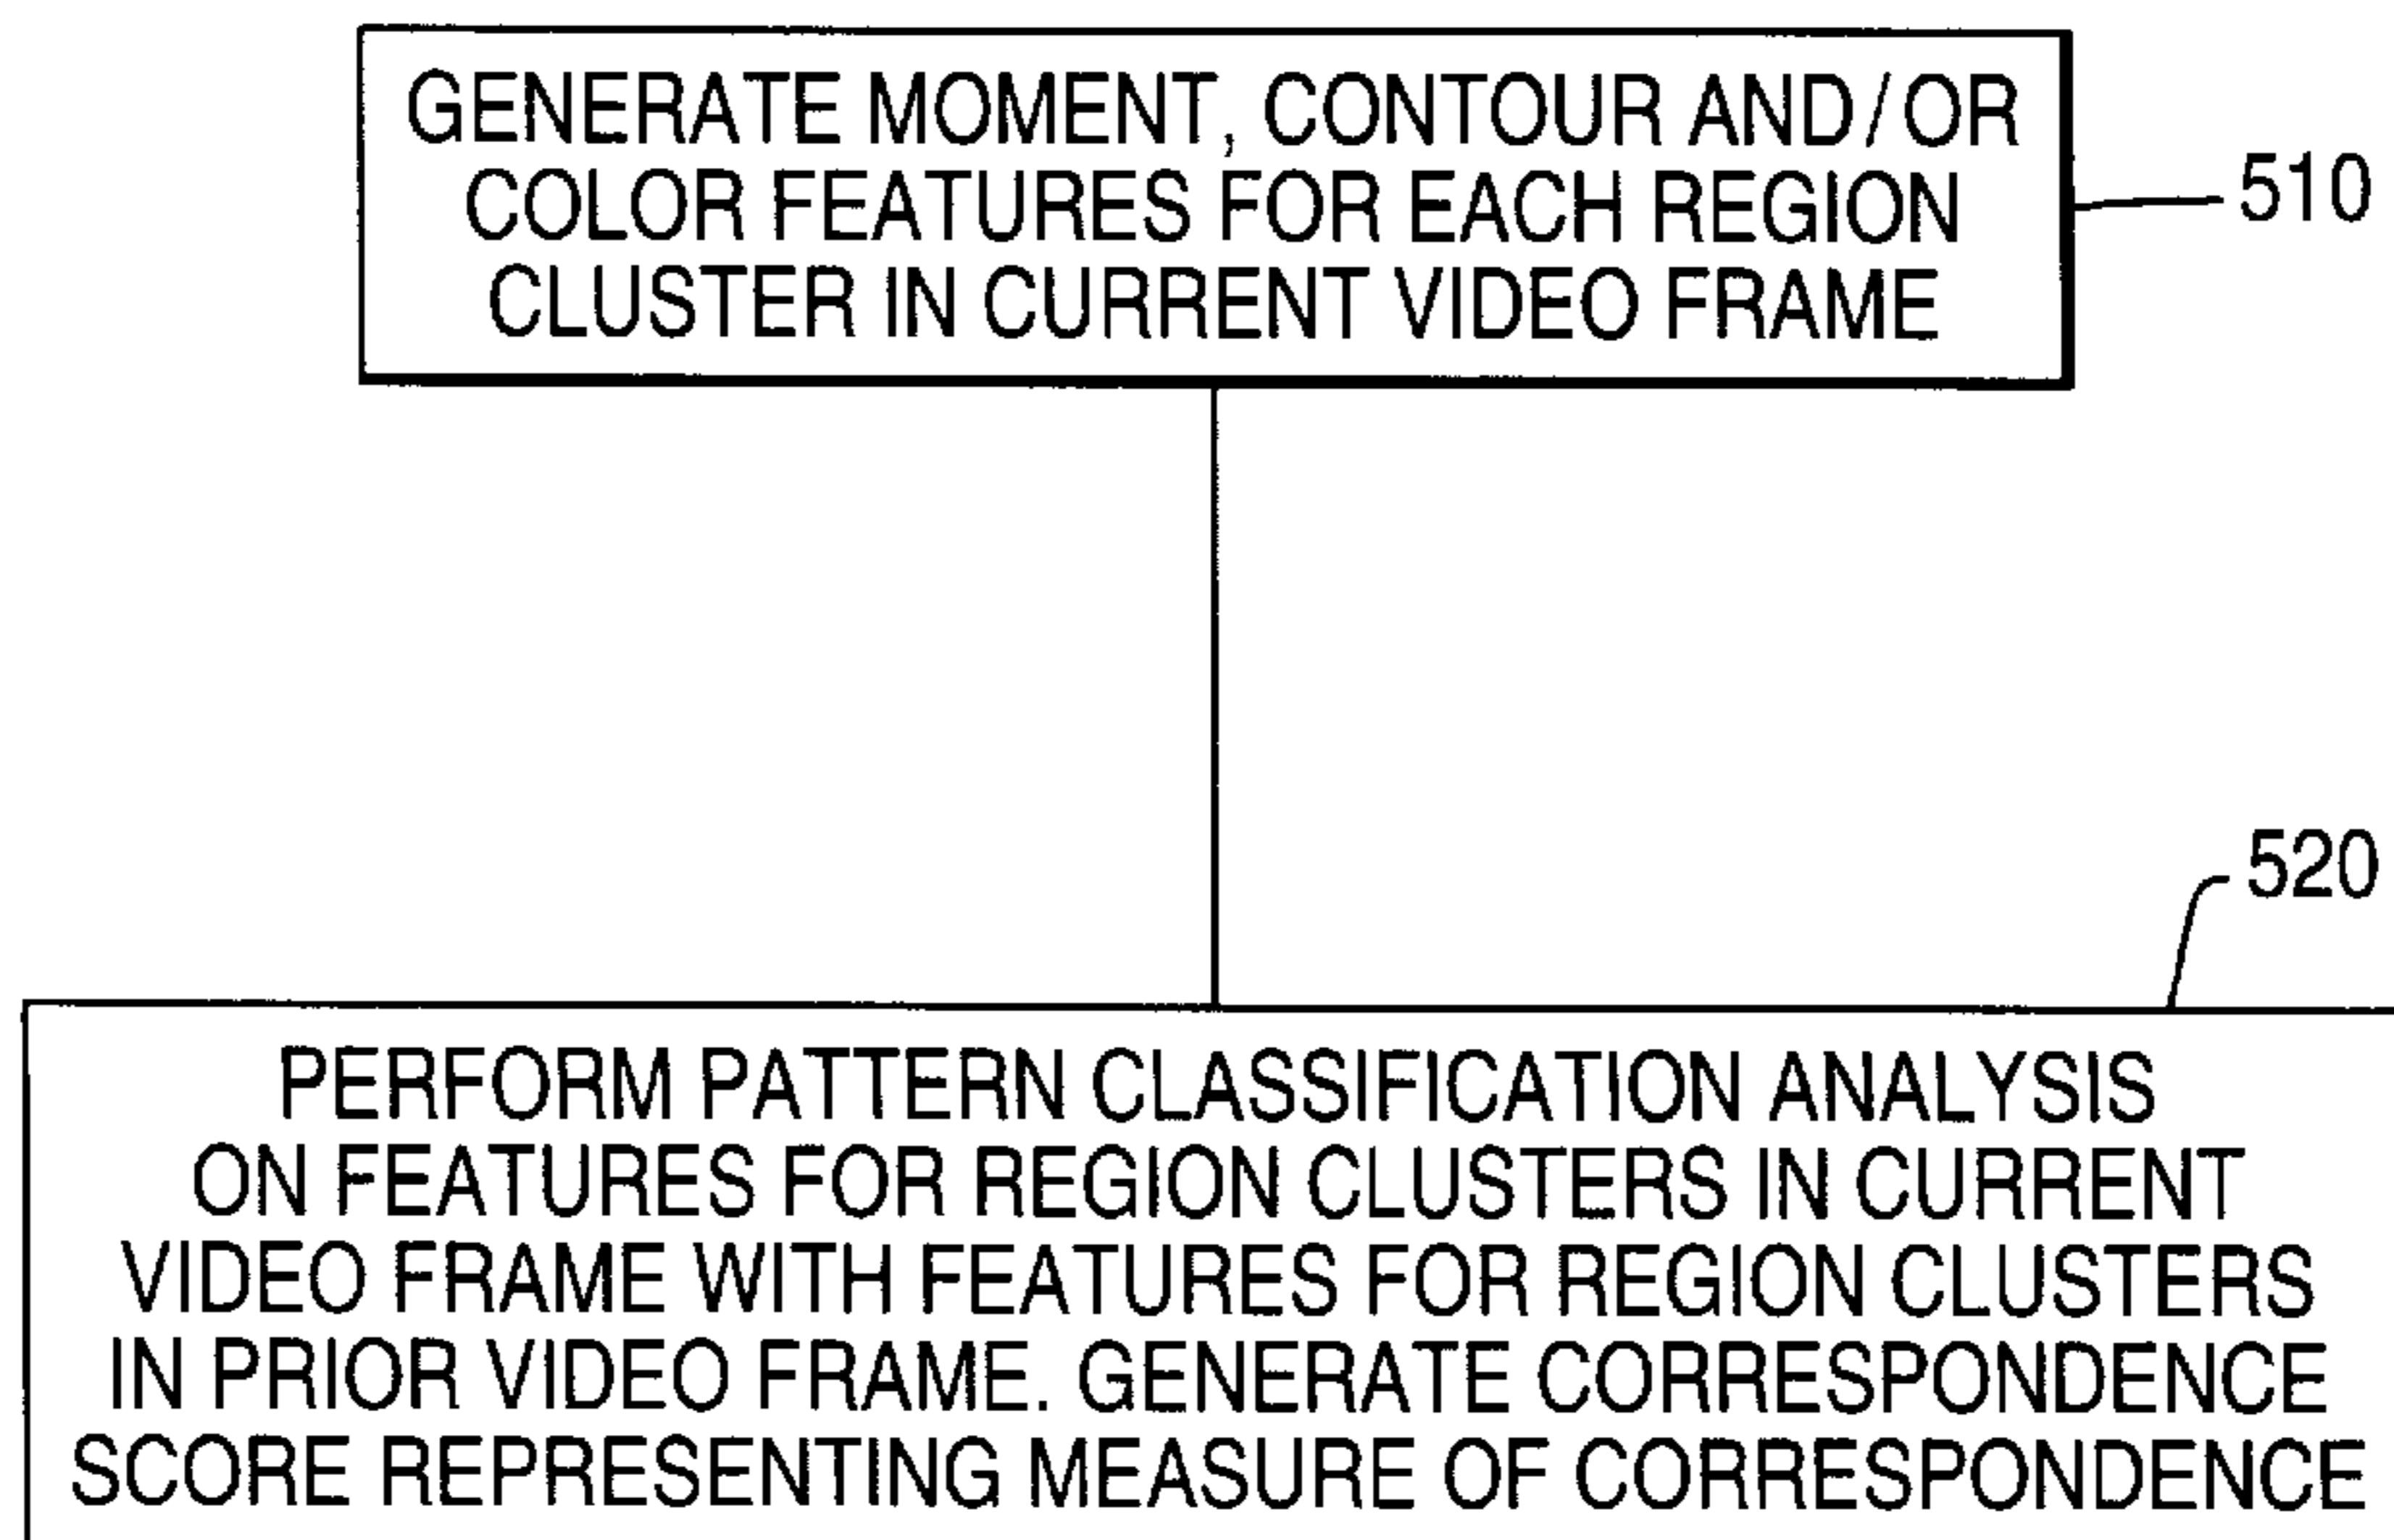 GENERATE MOMENT, CONTOUR AND/OR
COLOR FEATURES FOR EACH REGION
CLUSTER IN CURRENT VIDEO FRAME
510
520
PERFORM PATTERN CLASSIFICATION ANALYSIS
ON FEATURES FOR REGION CLUSTERS IN CURRENT
VIDEO FRAME WITH FEATURES FOR REGION CLUSTERS
IN PRIOR VIDEO FRAME. GENERATE CORRESPONDENCE
SCORE REPRESENTING MEASURE OF CORRESPONDENCE